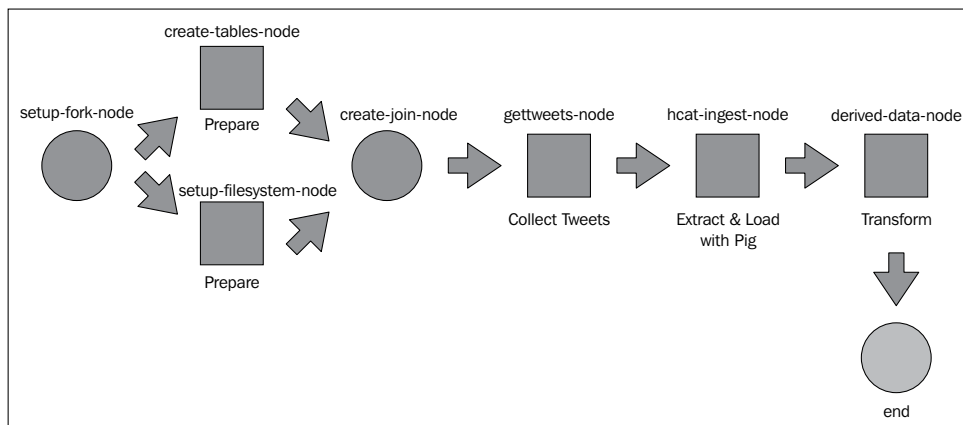 create-tables-node
Prepare
setup-fork-node
setup-filesystem-node
Prepare
create-join-node
gettweets-node
Collect Tweets
hcat-ingest-node
Extract & Load
with Pig
derived-data-node
Transform
end